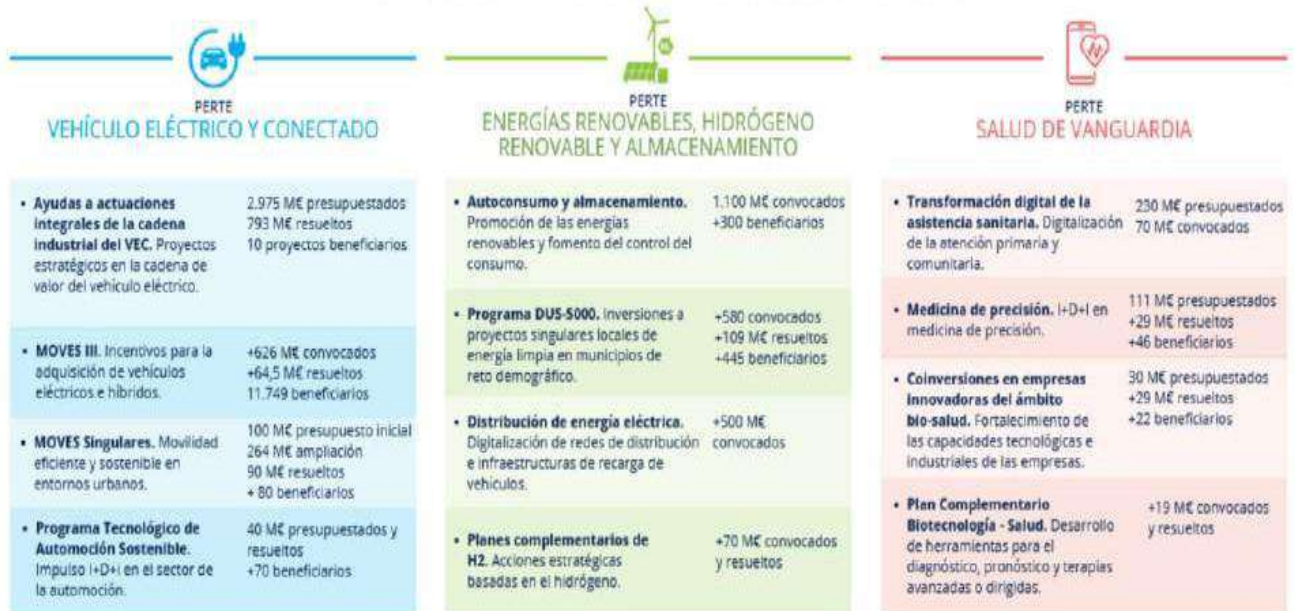 PERTE
VEHÍCULO ELÉCTRICO Y CONECTADO
• Ayudas a actuaciones
integrales de la cadena
industrial del VEC. Proyectos
estratégicos en la cadena de
valor del vehículo eléctrico.
2.975 M€ presupuestados
793 M€ resueltos
10 proyectos beneficiarios
• MOVES III. Incentivos para la
adquisición de vehículos
eléctricos e híbridos.
+626 M€ convocados
+64,5 M€ resueltos
11.749 beneficiarios
• MOVES Singulares. Movilidad
eficiente y sostenible en
entornos urbanos.
100 M€ presupuesto inicial
264 M€ ampliación
90 M€ resueltos
+ 80 beneficiarios
• Programa Tecnológico de
Automoción Sostenible.
Impulso I+D+i en el sector de
la automoción.
40 M€ presupuestados y
resueltos
+70 beneficiarios
PERTE
ENERGÍAS RENOVABLES, HIDRÓGENO
RENOVABLE Y ALMACENAMIENTO
• Autoconsumo y almacenamiento.
Promoción de las energías
renovables y fomento del control del
consumo.
1.100 M€ convocados
+300 beneficiarios
• Programa DUS-5000. Inversiones a
proyectos singulares locales de
energía limpia en municipios de
reto demográfico.
+580 convocados
+109 M€ resueltos
+445 beneficiarios
• Distribución de energía eléctrica.
Digitalización de redes de distribución
e infraestructuras de recarga de
vehículos.
+500 M€
convocados
• Planes complementarios de
H2. Acciones estratégicas
basadas en el hidrógeno.
+70 M€ convocados
y resueltos
PERTE
SALUD DE VANGUARDIA
• Transformación digital de la
asistencia sanitaria. Digitalización
de la atención primaria y
comunitaria.
230 M€ presupuestados
70 M€ convocados
• Medicina de precisión. I+D+I en
medicina de precisión.
111 M€ presupuestados
+29 M€ resueltos
+46 beneficiarios
• Coinversiones en empresas
innovadoras del ámbito
bio-salud. Fortalecimiento de
las capacidades tecnológicas e
industriales de las empresas.
30 M€ presupuestados
+29 M€ resueltos
+22 beneficiarios
• Plan Complementario
Biotecnología - Salud. Desarrollo
de herramientas para el
diagnóstico, pronóstico y terapias
avanzadas o dirigidas.
+19 M€ convocados
y resueltos